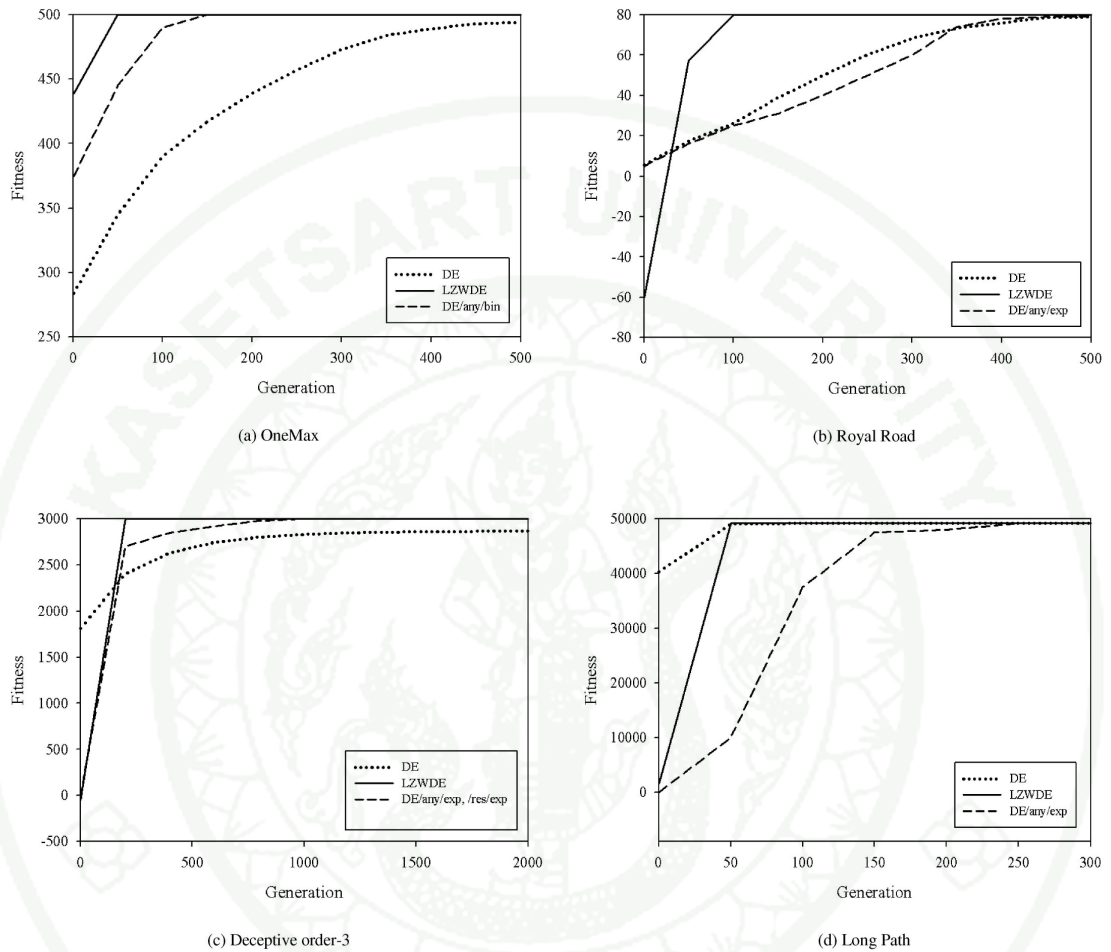 500
450
400
350
300
250
Fitness
DE
LZWDE
DE/any/bin
0 100 200 300 400 500
Generation
(a) OneMax
80
60
40
20
0
-20
-40
-60
-80
Fitness
DE
LZWDE
DE/any/exp
0 100 200 300 400 500
Generation
(b) Royal Road
3000
2500
2000
1500
1000
500
0
-500
Fitness
DE
LZWDE
DE/any/exp, /res/exp
0 500 1000 1500 2000
Generation
(c) Deceptive order-3
50000
40000
30000
20000
10000
0
Fitness
DE
LZWDE
DE/any/exp
0 50 100 150 200 250 300
Generation
(d) Long Path
KASETSART UNIVERSITY